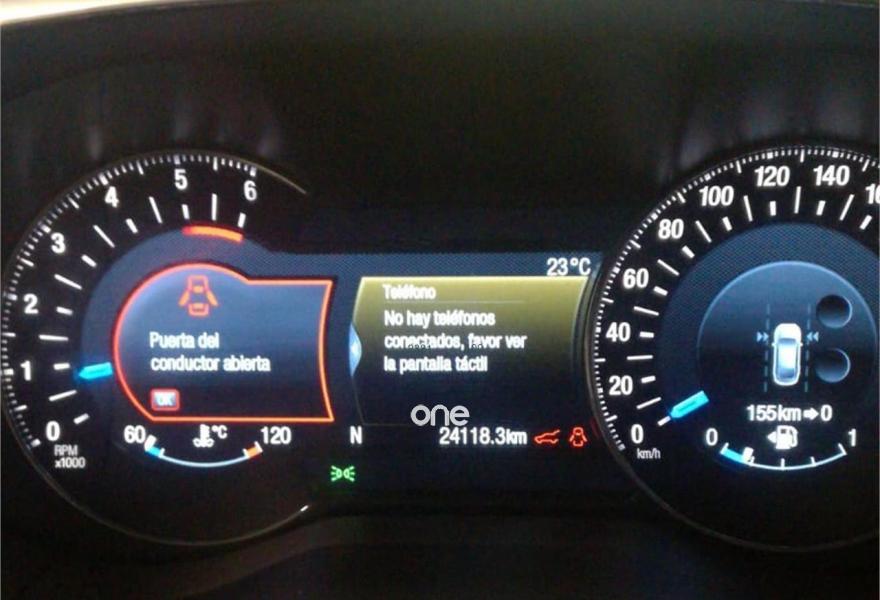 0
1
2
3
4
5
6
RPM
x1000
Puerta del
conductor abierta
OK
60
°C
120
23°C
Teléfono
No hay teléfonos
conectados, favor ver
la pantalla táctil
one
N
24118.3km
0
20
40
60
80
100
120
140
km/h
155km➡0
0
1